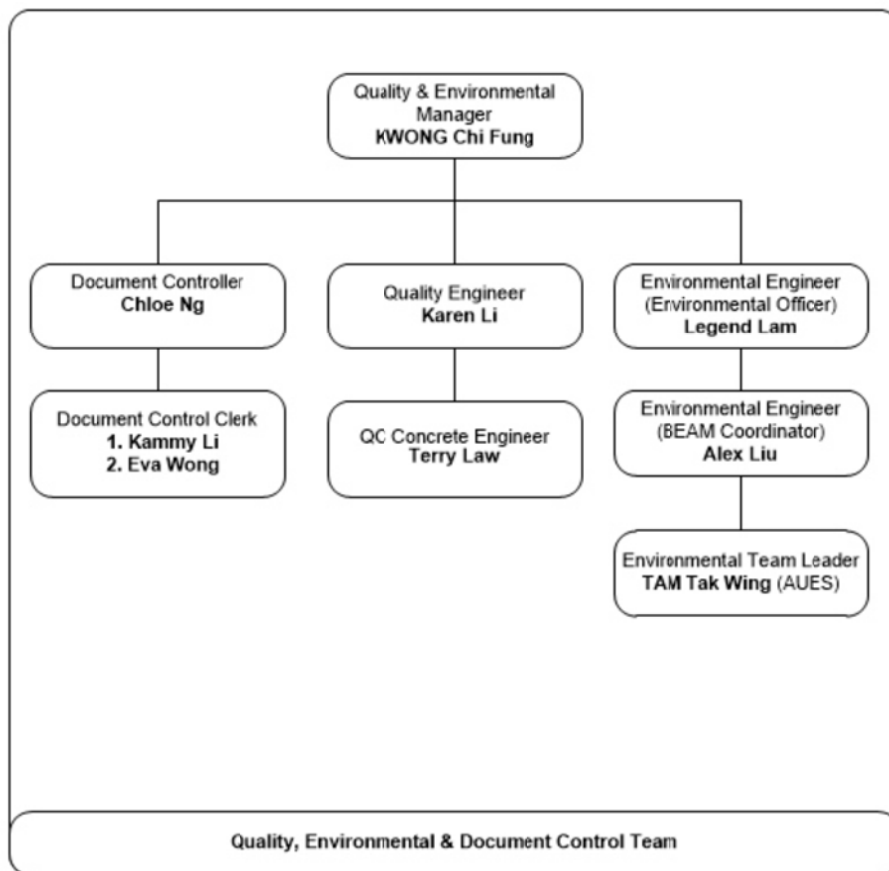 Quality & Environmental
Manager
KWONG Chi Fung
Document Controller
Chloe Ng
Quality Engineer
Karen Li
Environmental Engineer
(Environmental Officer)
Legend Lam
Document Control Clerk
1. Kammy Li
2. Eva Wong
QC Concrete Engineer
Terry Law
Environmental Engineer
(BEAM Coordinator)
Alex Liu
Environmental Team Leader
TAM Tak Wing (AUES)
Quality, Environmental & Document Control Team